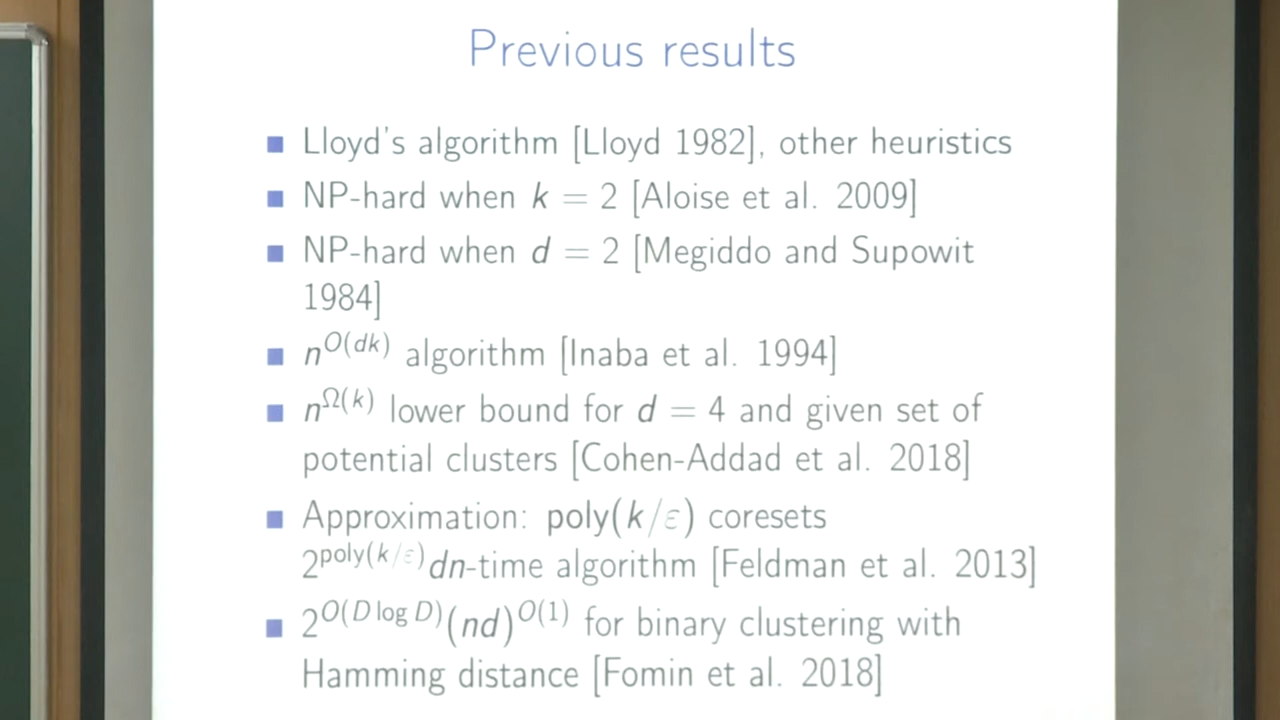 Previous results
■ Lloyd's algorithm [Lloyd 1982], other heuristics
■ NP-hard when k = 2 [Aloise et al. 2009]
■ NP-hard when d = 2 [Megiddo and Supowit
1984]
■ n^{O(dk)} algorithm [Inaba et al. 1994]
■ n^{Ω(k)} lower bound for d = 4 and given set of
potential clusters [Cohen-Addad et al. 2018]
■ Approximation: poly(k/ε) coresets
2^{poly(k/ε)}dn-time algorithm [Feldman et al. 2013]
■ 2^{O(D log D)}(nd)^{O(1)} for binary clustering with
Hamming distance [Fomin et al. 2018]